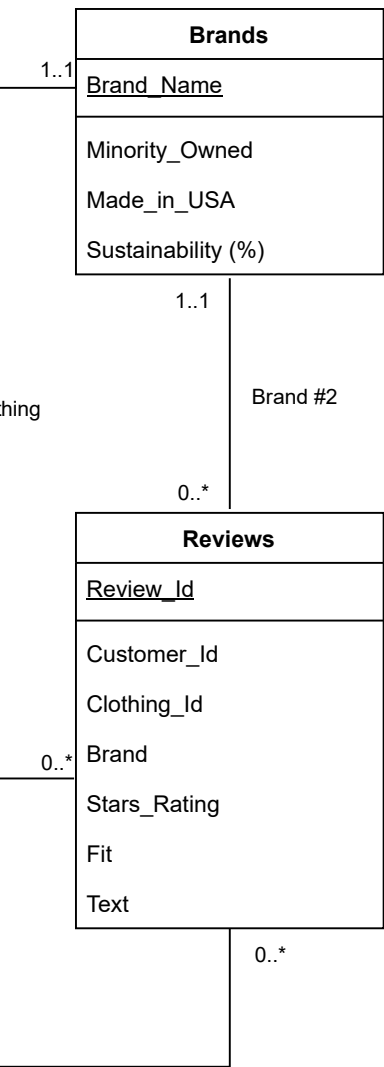 Brands
1..1
Brand_Name
Minority_Owned
Made_in_USA
Sustainability (%)
1..1
Brand #2
thing
0..*
Reviews
Review_Id
Customer_Id
Clothing_Id
0..*
Brand
Stars_Rating
Fit
Text
0..*